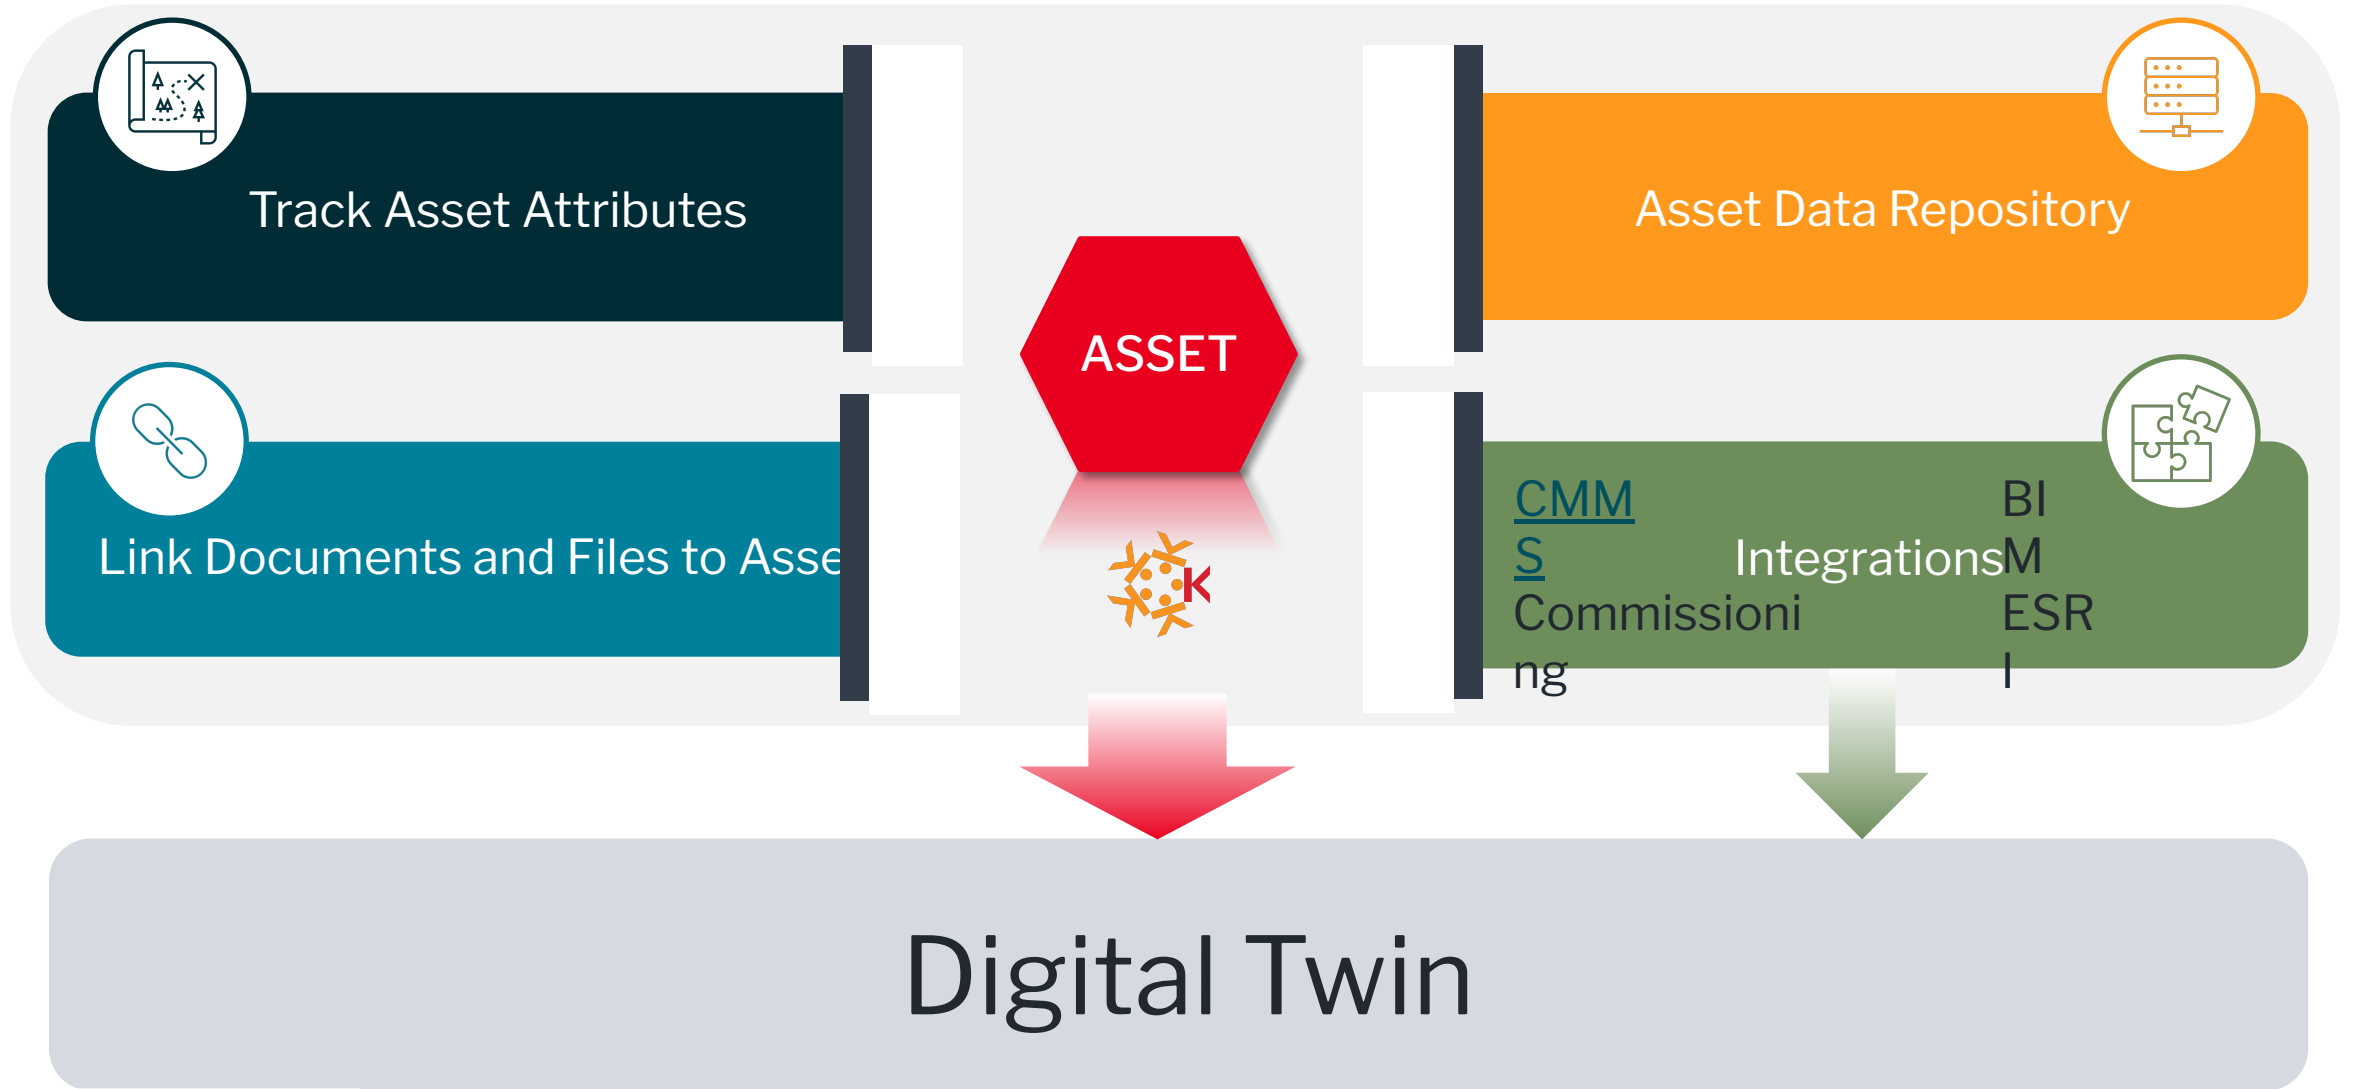 Track Asset Attributes
Asset Data Repository
ASSET
Link Documents and Files to Asse
Integrations
CMM
S
Commissioni
ng
BI
M
ESR
I
K
Digital Twin